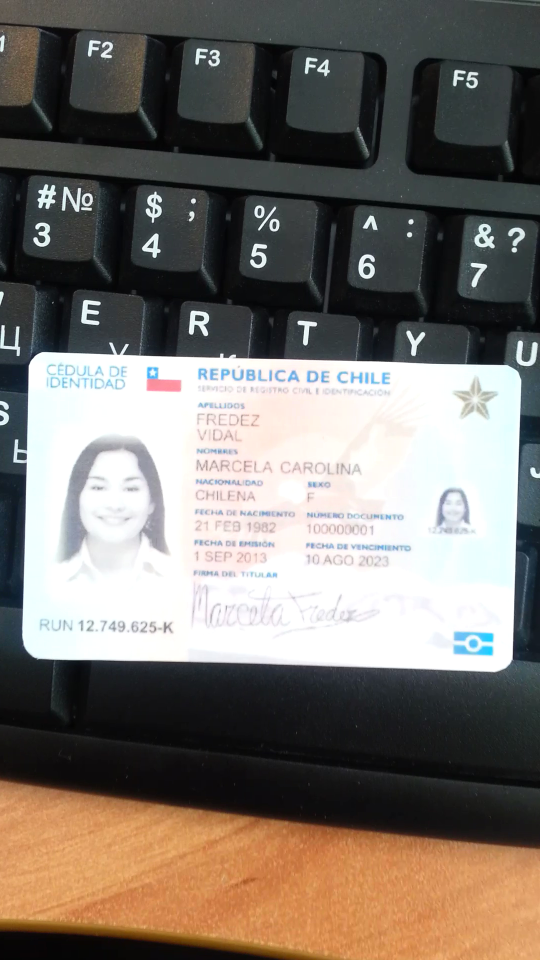 1
F2
F3
F4
F5
# №
3
$ ;
4
%
5
^ :
6
& ?
7
E
R
T
Y
U
Ц
CÉDULA DE
IDENTIDAD
REPÚBLICA DE CHILE
SERVICIO DE REGISTRO CIVIL E IDENTIFICACIÓN
APELLIDOS
FREDEZ
VIDAL
NOMBRES
MARCELA CAROLINA
NACIONALIDAD SEXO
CHILENA F
FECHA DE NACIMIENTO NÚMERO DOCUMENTO
21 FEB 1982 100000001
FECHA DE EMISIÓN FECHA DE VENCIMIENTO
1 SEP 2013 10 AGO 2023
FIRMA DEL TITULAR
Marcela Fredez
12.749.625-K
RUN 12.749.625-K